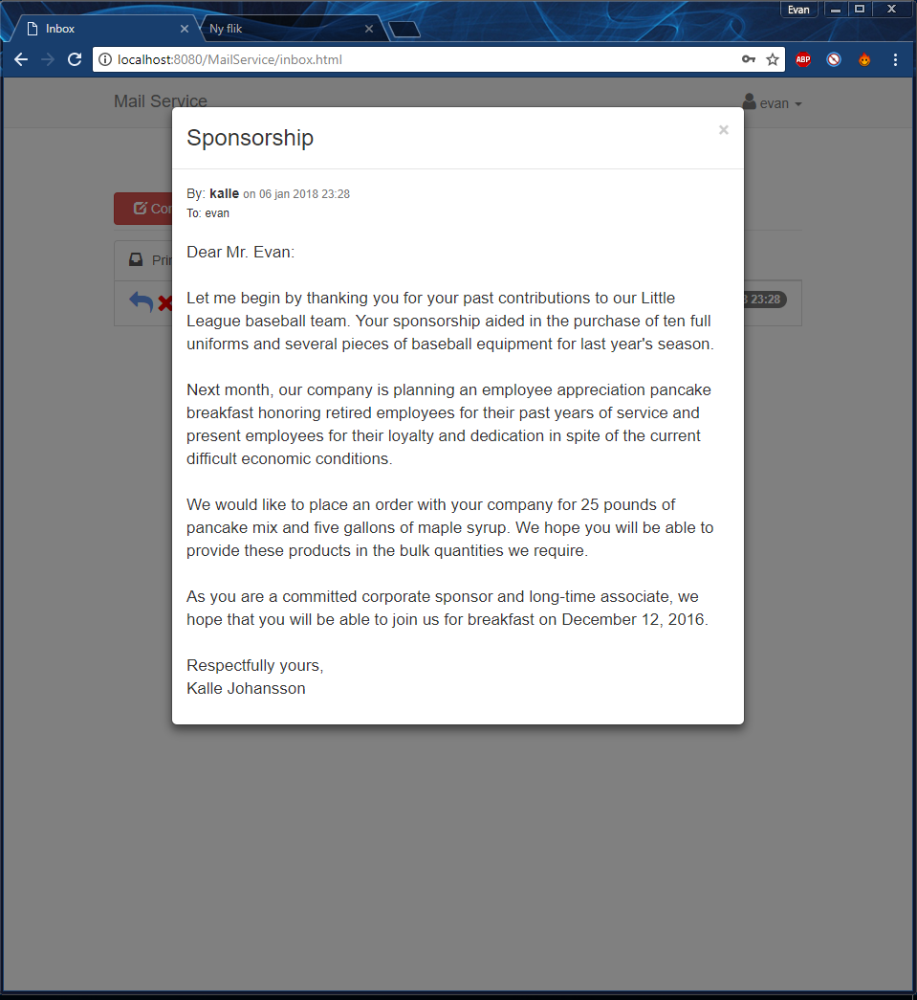 Evan
Inbox
Ny flik
localhost:8080/MailService/inbox.html
ABP
Mail Service
evan
Sponsorship
×
By: kalle on 06 jan 2018 23:28
To: evan
Dear Mr. Evan:
Let me begin by thanking you for your past contributions to our Little
League baseball team. Your sponsorship aided in the purchase of ten full
uniforms and several pieces of baseball equipment for last year's season.
Next month, our company is planning an employee appreciation pancake
breakfast honoring retired employees for their past years of service and
present employees for their loyalty and dedication in spite of the current
difficult economic conditions.
We would like to place an order with your company for 25 pounds of
pancake mix and five gallons of maple syrup. We hope you will be able to
provide these products in the bulk quantities we require.
As you are a committed corporate sponsor and long-time associate, we
hope that you will be able to join us for breakfast on December 12, 2016.
Respectfully yours,
Kalle Johansson
23:28